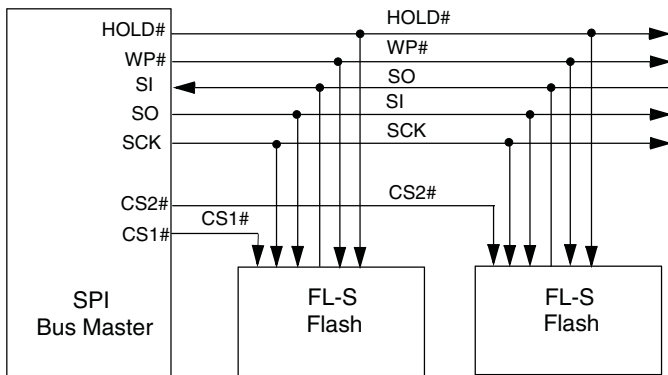 HOLD# HOLD#
WP# WP#
SI SO
SO SI
SCK SCK
CS2# CS2#
CS1# CS1#
SPI
Bus Master
FL-S
Flash
FL-S
Flash